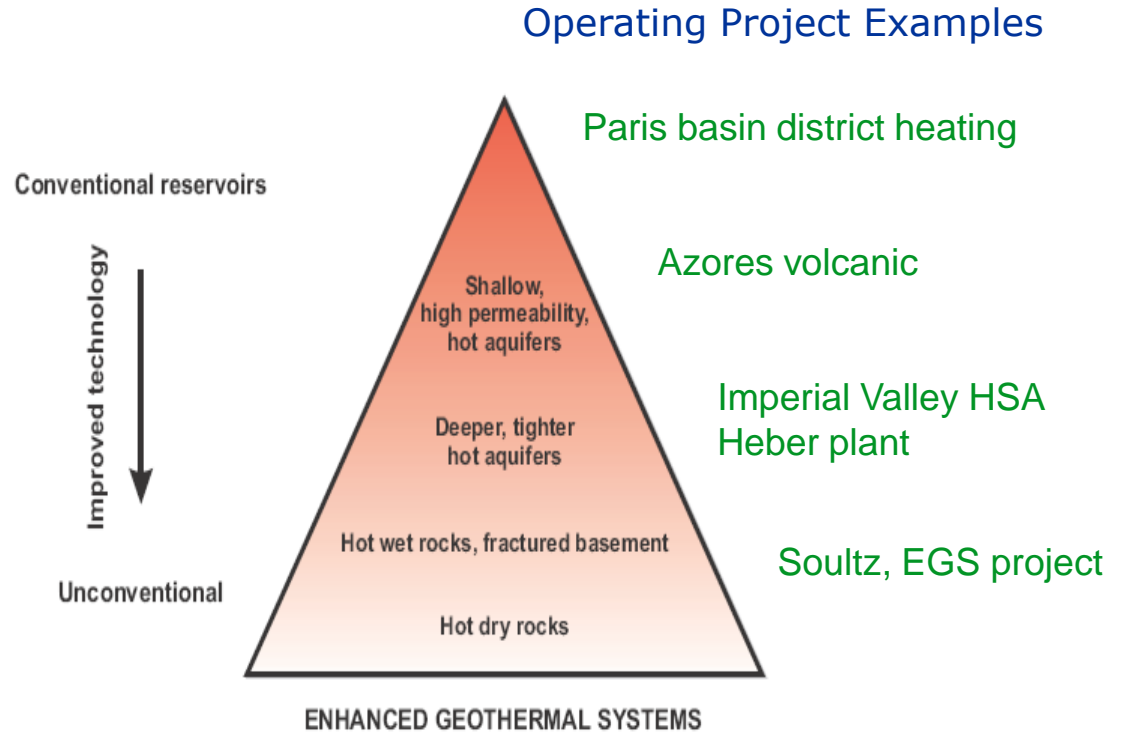 Operating Project Examples
Paris basin district heating
Conventional reservoirs
Improved technology
Unconventional
Azores volcanic
Shallow,
high permeability,
hot aquifers
Imperial Valley HSA
Heber plant
Deeper, tighter
hot aquifers
Hot wet rocks, fractured basement
Soultz, EGS project
Hot dry rocks
ENHANCED GEOTHERMAL SYSTEMS